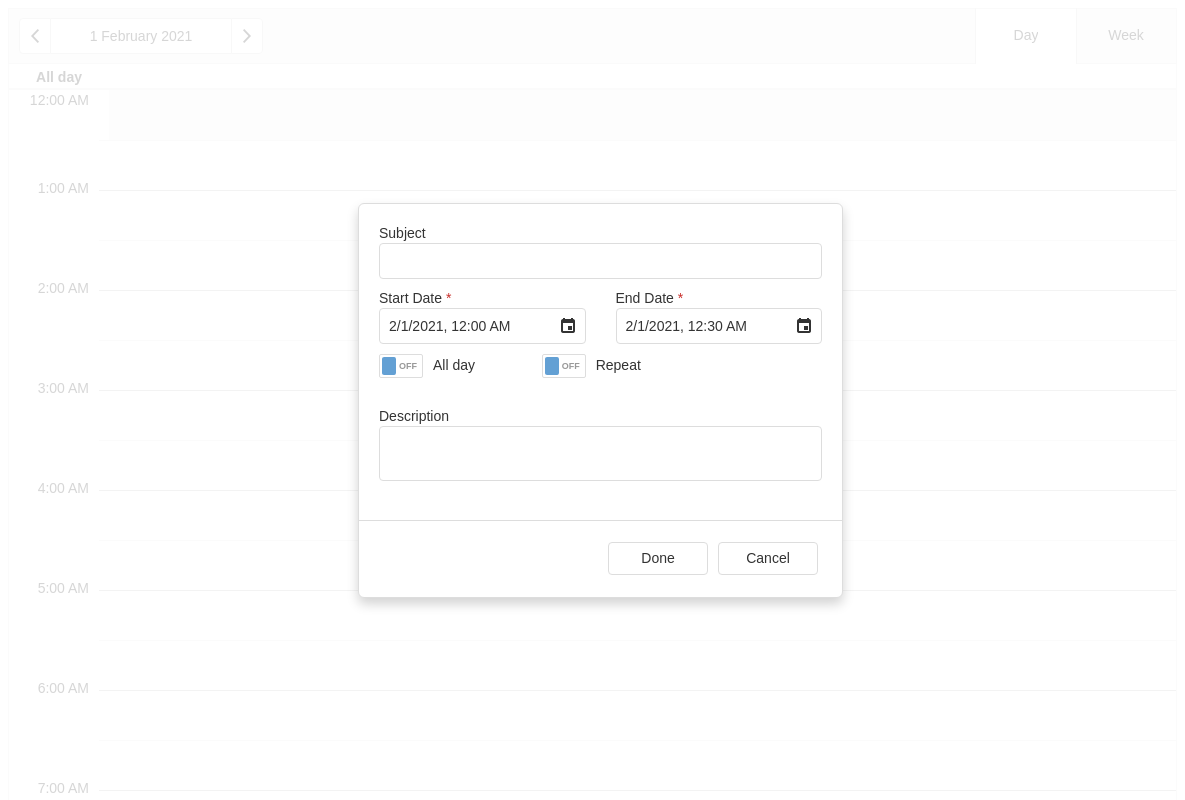 1 February 2021
Day
Week
All day
12:00 AM
1:00 AM
2:00 AM
3:00 AM
4:00 AM
5:00 AM
6:00 AM
7:00 AM
Subject
Start Date *
End Date *
2/1/2021, 12:00 AM
2/1/2021, 12:30 AM
OFF All day
OFF Repeat
Description
Done
Cancel